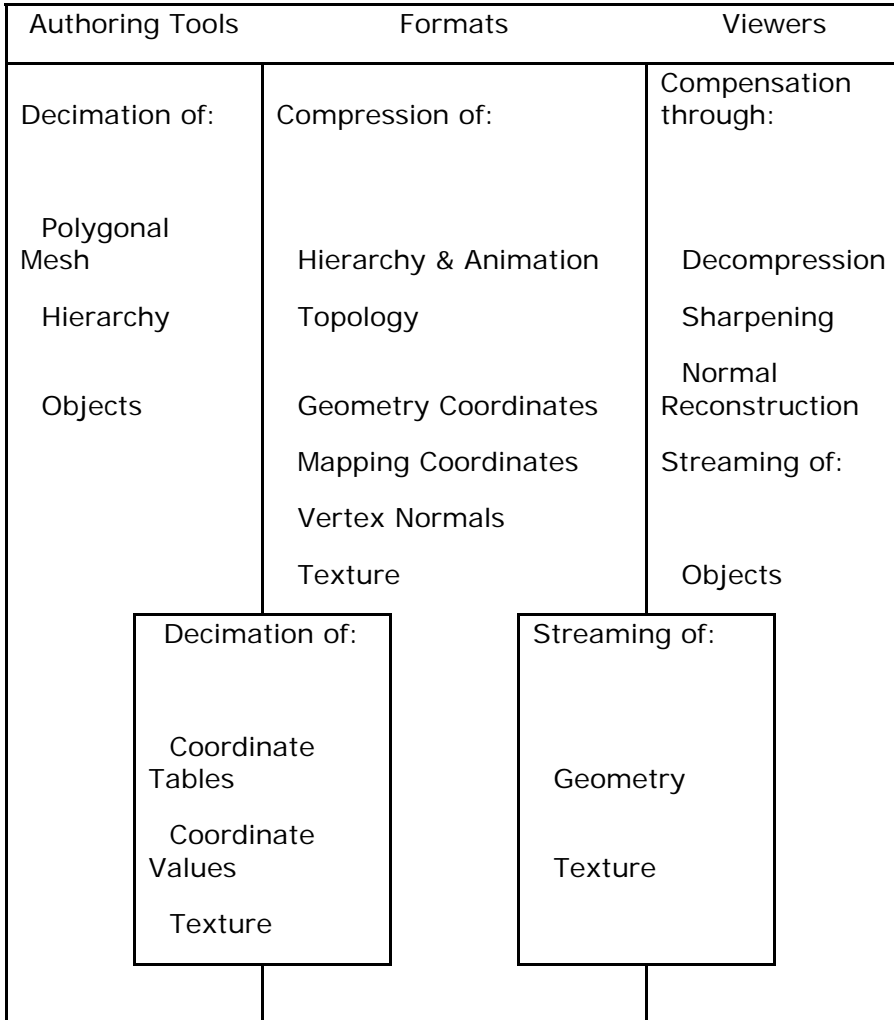 Authoring Tools
Formats
Viewers
Decimation of:
Polygonal
Mesh
Hierarchy
Objects
Compression of:
Hierarchy & Animation
Topology
Geometry Coordinates
Mapping Coordinates
Vertex Normals
Texture
Compensation
through:
Decompression
Sharpening
Normal
Reconstruction
Streaming of:
Objects
Decimation of:
Coordinate
Tables
Coordinate
Values
Texture
Streaming of:
Geometry
Texture